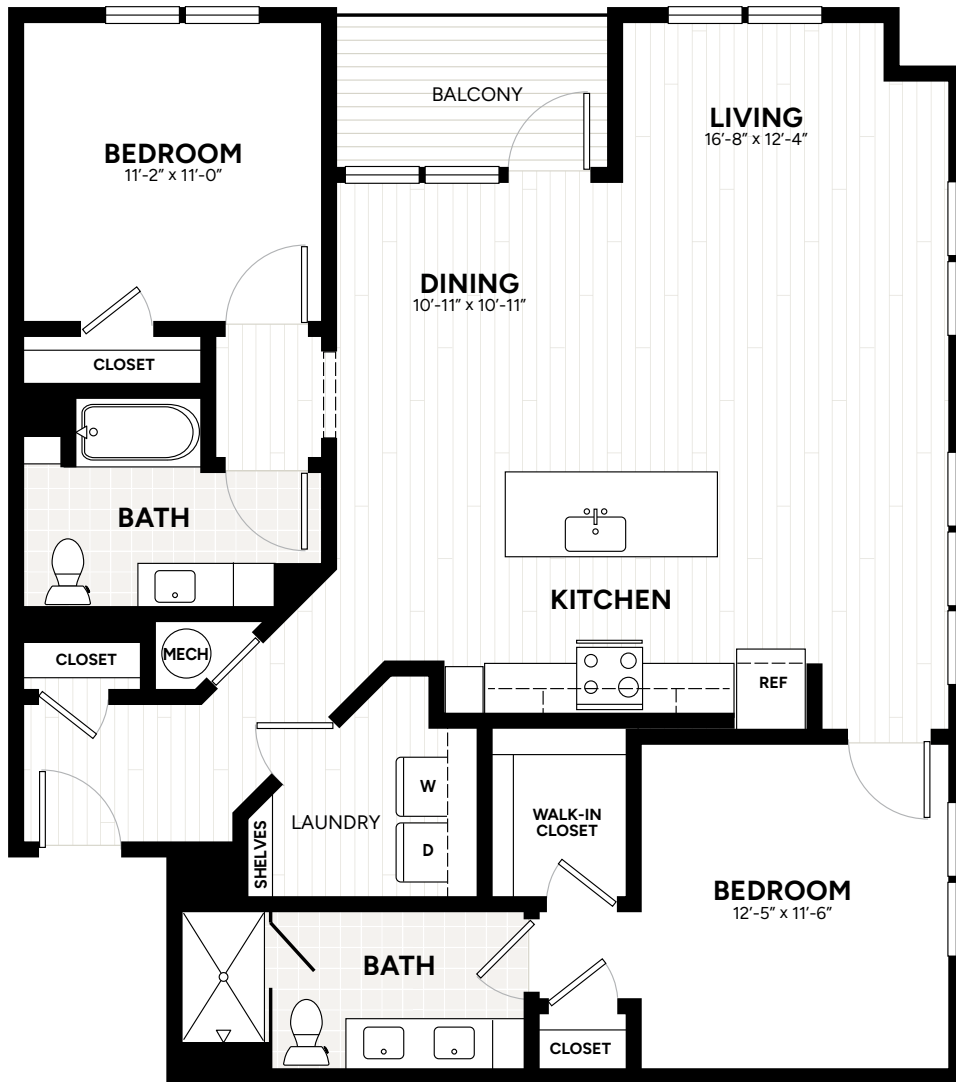 BALCONY
LIVING
16'-8" x 12'-4"
BEDROOM
11'-2" x 11'-0"
DINING
10'-11" x 10'-11"
CLOSET
BATH
KITCHEN
CLOSET
MECH
REF
W
D
LAUNDRY
SHELVES
WALK-IN
CLOSET
BEDROOM
12'-5" x 11'-6"
BATH
CLOSET